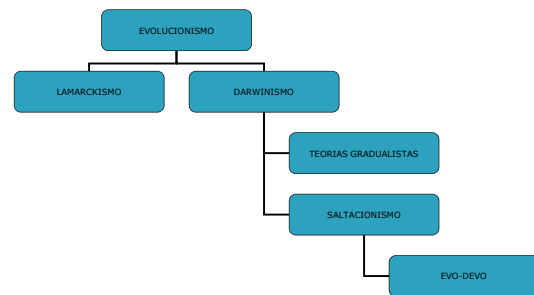 EVOLUCIONISMO
LAMARCKISMO
DARWINISMO
TEORIAS GRADUALISTAS
SALTACIONISMO
EVO-DEVO